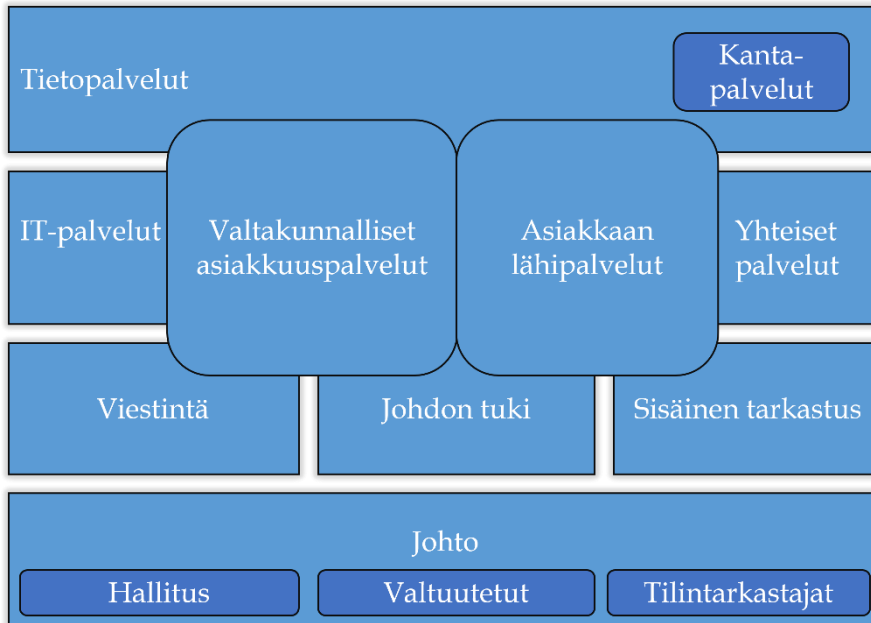 Tietopalvelut
Kanta-
palvelut
IT-palvelut
Valtakunnalliset
asiakkuuspalvelut
Asiakkaan
lähipalvelut
Yhteiset
palvelut
Viestintä
Johdon tuki
Sisäinen tarkastus
Johto
Hallitus
Valtuutetut
Tilintarkastajat